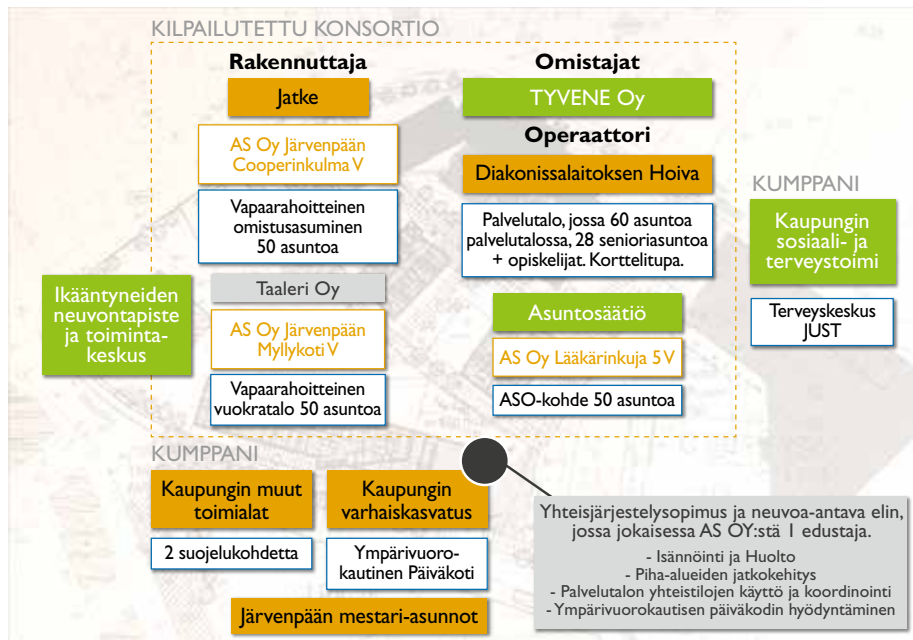 KILPAILUTETTU KONSORTIO
Rakennuttaja
Jatke
AS Oy Järvenpään
Cooperinkulma V
Vapaarahoitteinen
omistusasuminen
50 asuntoa
Taaleri Oy
AS Oy Järvenpään
Myllykoti V
Vapaarahoitteinen
vuokratalo 50 asuntoa
Omistajat
TYVENE Oy
Operaattori
Diakonissalaitoksen Hoiva
Palvelutalo, jossa 60 asuntoa
palvelutalossa, 28 senioriasuntoa
+ opiskelijat. Korttelitupa.
Asuntosäätiö
AS Oy Lääkärinkuja 5 V
ASO-kohde 50 asuntoa
Ikääntyneiden
neuvontapiste
ja toiminta-
keskus
KUMPPANI
Kaupungin
sosiaali- ja
terveystoimi
Terveyskeskus
JUST
KUMPPANI
Kaupungin muut
toimialat
2 suojelukohdetta
Kaupungin
varhaiskasvatus
Ympärivuoro-
kautinen Päiväkoti
Järvenpään mestari-asunnot
Yhteisjärjestelysopimus ja neuvoa-antava elin,
jossa jokaisessa AS OY:stä 1 edustaja.
- Isännöinti ja Huolto
- Piha-alueiden jatkokehitys
- Palvelutalon yhteistilojen käyttö ja koordinointi
- Ympärivuorokautisen päiväkodin hyödyntäminen